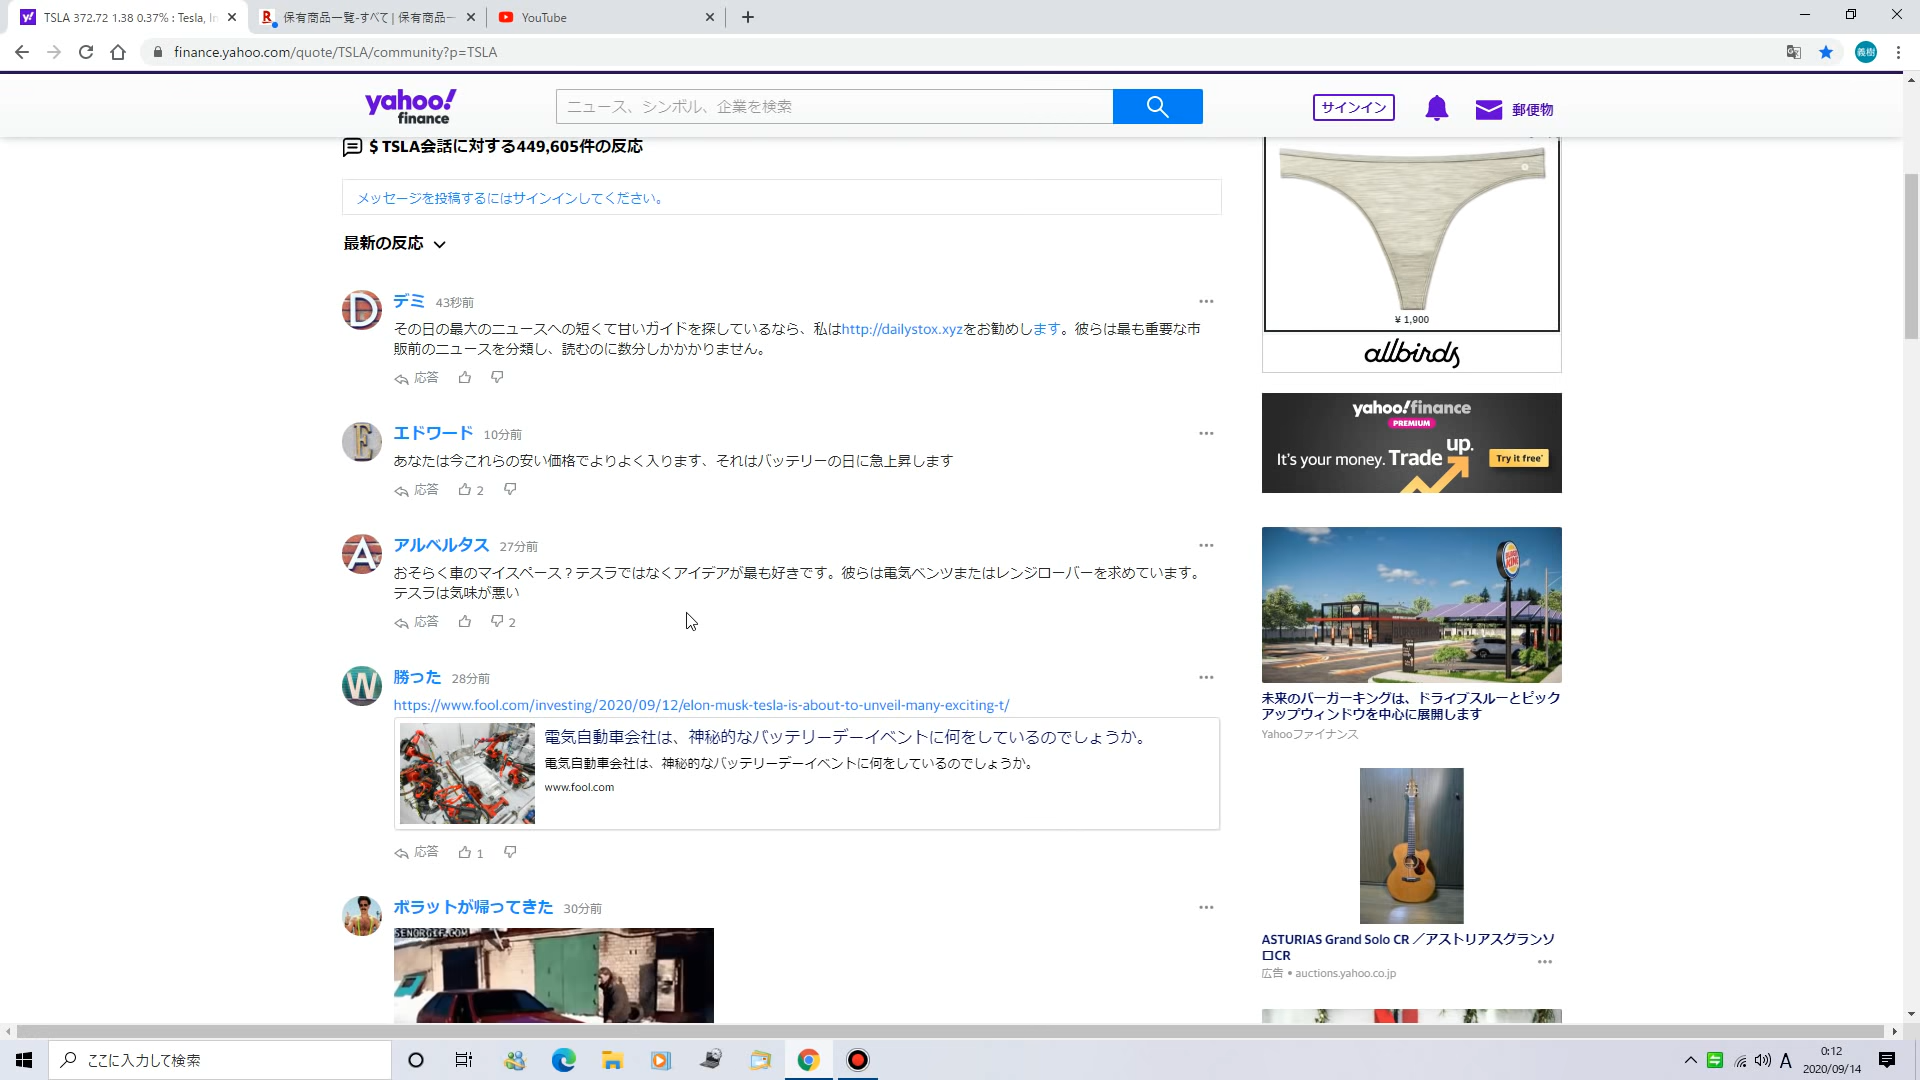 TSLA 372.72 1.38 0.37% : Tesla, In
保有商品一覧-すべて | 保有商品一
YouTube
finance.yahoo.com/quote/TSLA/community?p=TSLA
義樹
yahoo!
finance
ニュース、シンボル、企業を検索
サインイン
郵便物
$ TSLA会話に対する449,605件の反応
メッセージを投稿するにはサインインしてください。
最新の反応
D
デミ 43秒前
その日の最大のニュースへの短くて甘いガイドを探しているなら、私はhttp://dailystox.xyzをお勧めします。彼らは最も重要な市
販前のニュースを分類し、読むのに数分しかかかりません。
応答
E
エドワード 10分前
あなたは今これらの安い価格でよりよく入ります、それはバッテリーの日に急上昇します
応答 2
A
アルベルタス 27分前
おそらく車のマイスペース？テスラではなくアイデアが最も好きです。彼らは電気ベンツまたはレンジローバーを求めています。
テスラは気味が悪い
応答 2
W
勝った 28分前
https://www.fool.com/investing/2020/09/12/elon-musk-tesla-is-about-to-unveil-many-exciting-t/
電気自動車会社は、神秘的なバッテリーデーイベントに何をしているのでしょうか。
電気自動車会社は、神秘的なバッテリーデーイベントに何をしているのでしょうか。
www.fool.com
応答 1
ボラットが帰ってきた 30分前
SENORGIF.COM
¥ 1,900
allbirds
yahoo!finance
PREMIUM
It's your money. Trade up.
Try it free*
BURGER KING
未来のバーガーキングは、ドライブスルーとピック
アップウィンドウを中心に展開します
Yahooファイナンス
ASTURIAS Grand Solo CR ／アストリアスグランソ
ロCR
広告 • auctions.yahoo.co.jp
ここに入力して検索
A
0:12
2020/09/14